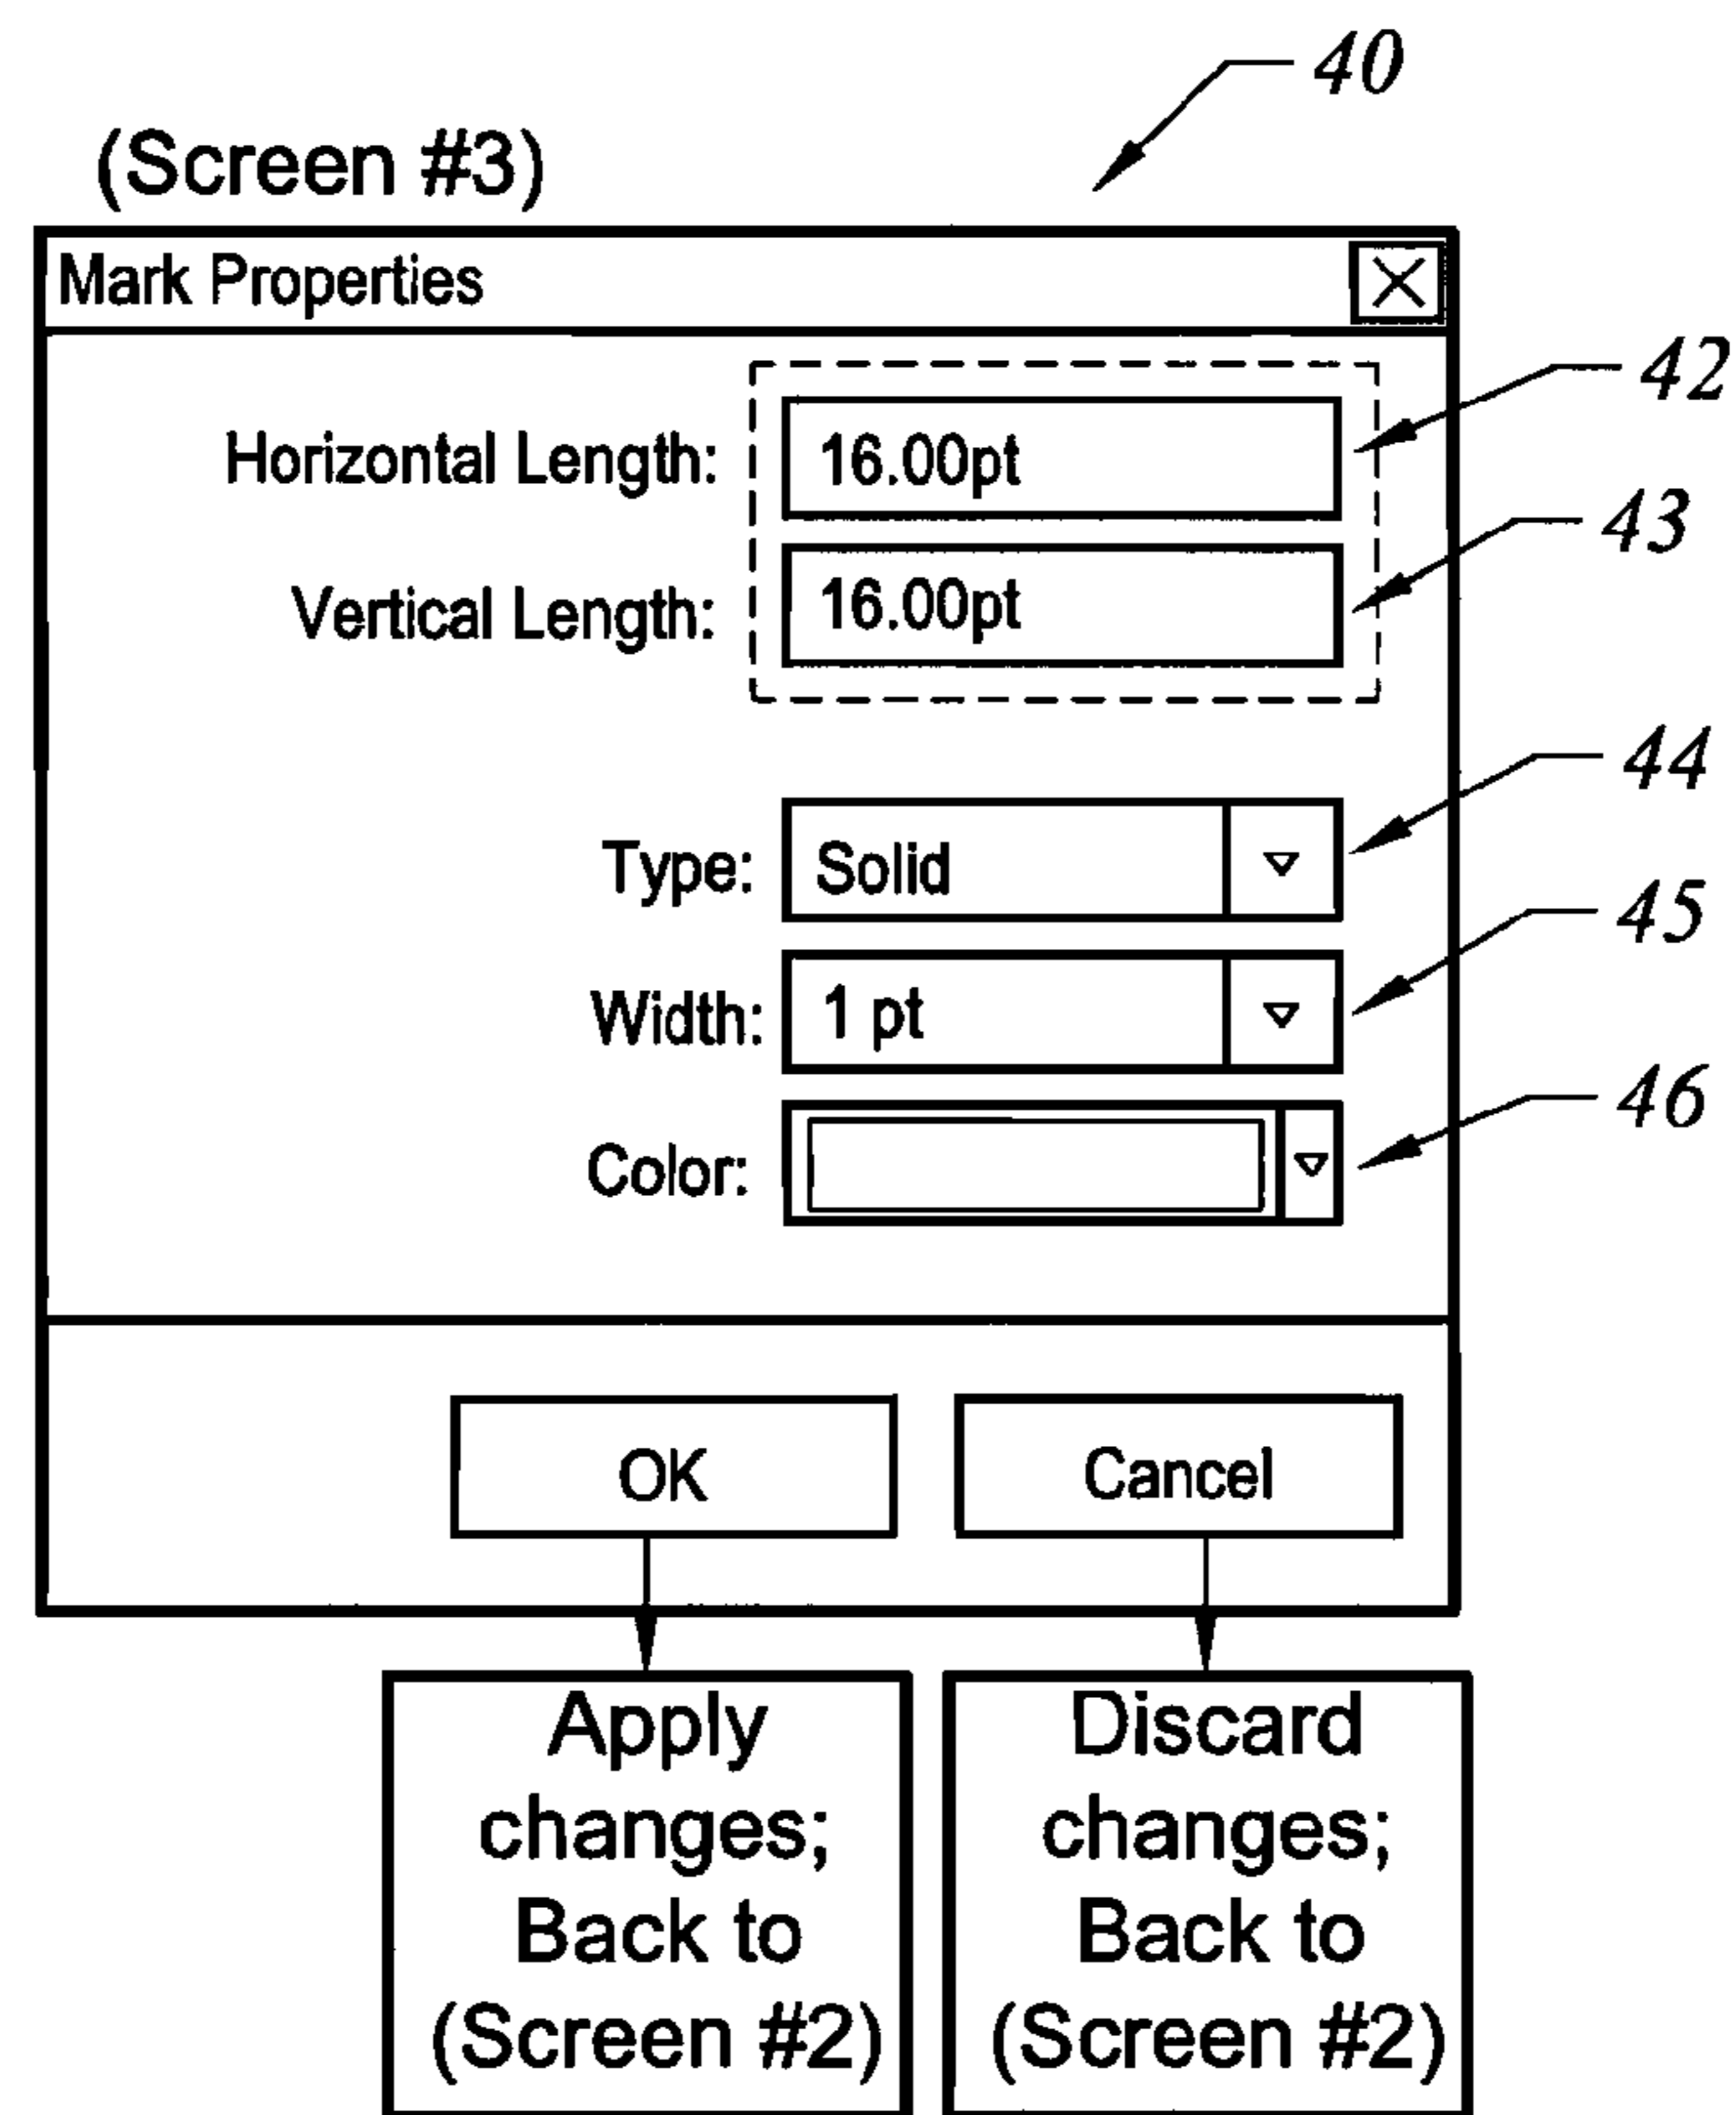 40
(Screen #3)
Mark Properties
Horizontal Length: 16.00pt
42
Vertical Length: 16.00pt
43
Type: Solid
44
Width: 1 pt
45
Color:
46
OK
Cancel
Apply
changes;
Back to
(Screen #2)
Discard
changes;
Back to
(Screen #2)